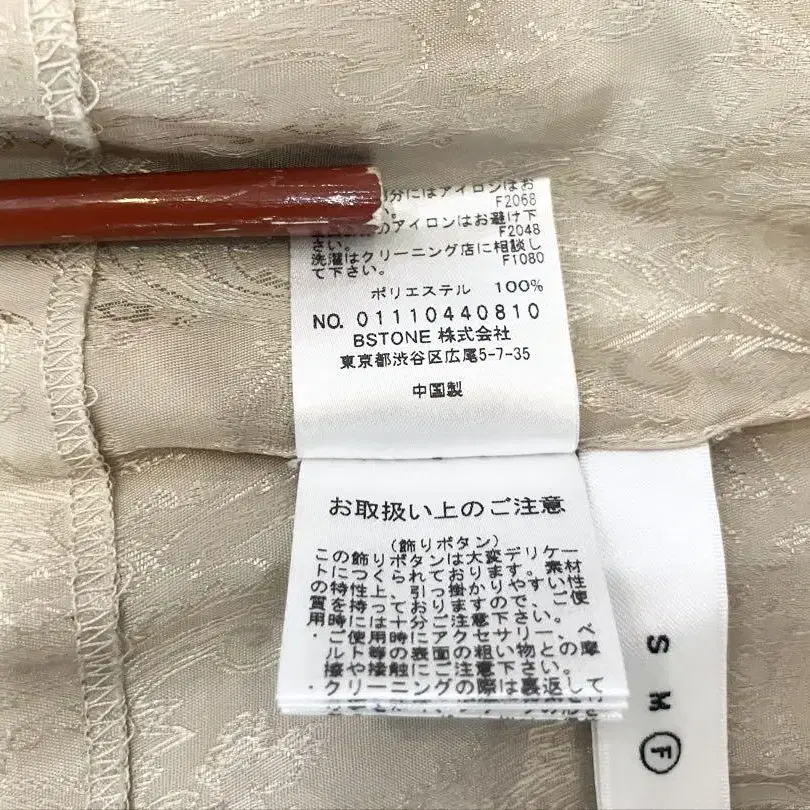 分にはアイロンはお
F2068
のアイロンはお避け下
さい。 F2048
洗濯はクリーニング店に相談し
て下さい。 F1080
ポリエステル 100%
NO. 01110440810
BSTONE 株式会社
東京都渋谷区広尾5-7-35
中国製
お取扱い上のご注意
(飾りボタン)
この飾りボタンは大変デリケー
トにつくられております。素材
の特性上、引っ掛かりやすい性
質を持っておりますので、ご使
用時には十分ご注意下さい。
・ご使用時にアクセサリー、ベ
ルト等の表面の粗い物との摩
擦や接触にご注意下さい。
・クリーニングの際は裏返して
S M F